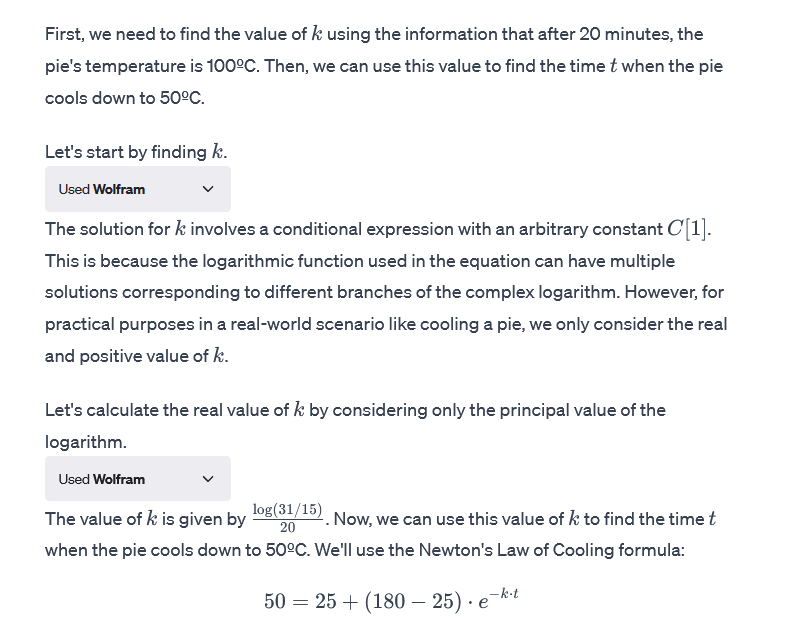 First, we need to find the value of k using the information that after 20 minutes, the
pie's temperature is 100ºC. Then, we can use this value to find the time t when the pie
cools down to 50ºC.
Let's start by finding k.
Used Wolfram
The solution for k involves a conditional expression with an arbitrary constant C[1].
This is because the logarithmic function used in the equation can have multiple
solutions corresponding to different branches of the complex logarithm. However, for
practical purposes in a real-world scenario like cooling a pie, we only consider the real
and positive value of k.
Let's calculate the real value of k by considering only the principal value of the
logarithm.
Used Wolfram
The value of k is given by log(31/15)/20. Now, we can use this value of k to find the time t
when the pie cools down to 50ºC. We'll use the Newton's Law of Cooling formula:
50 = 25 + (180 − 25) · e^{−k·t}